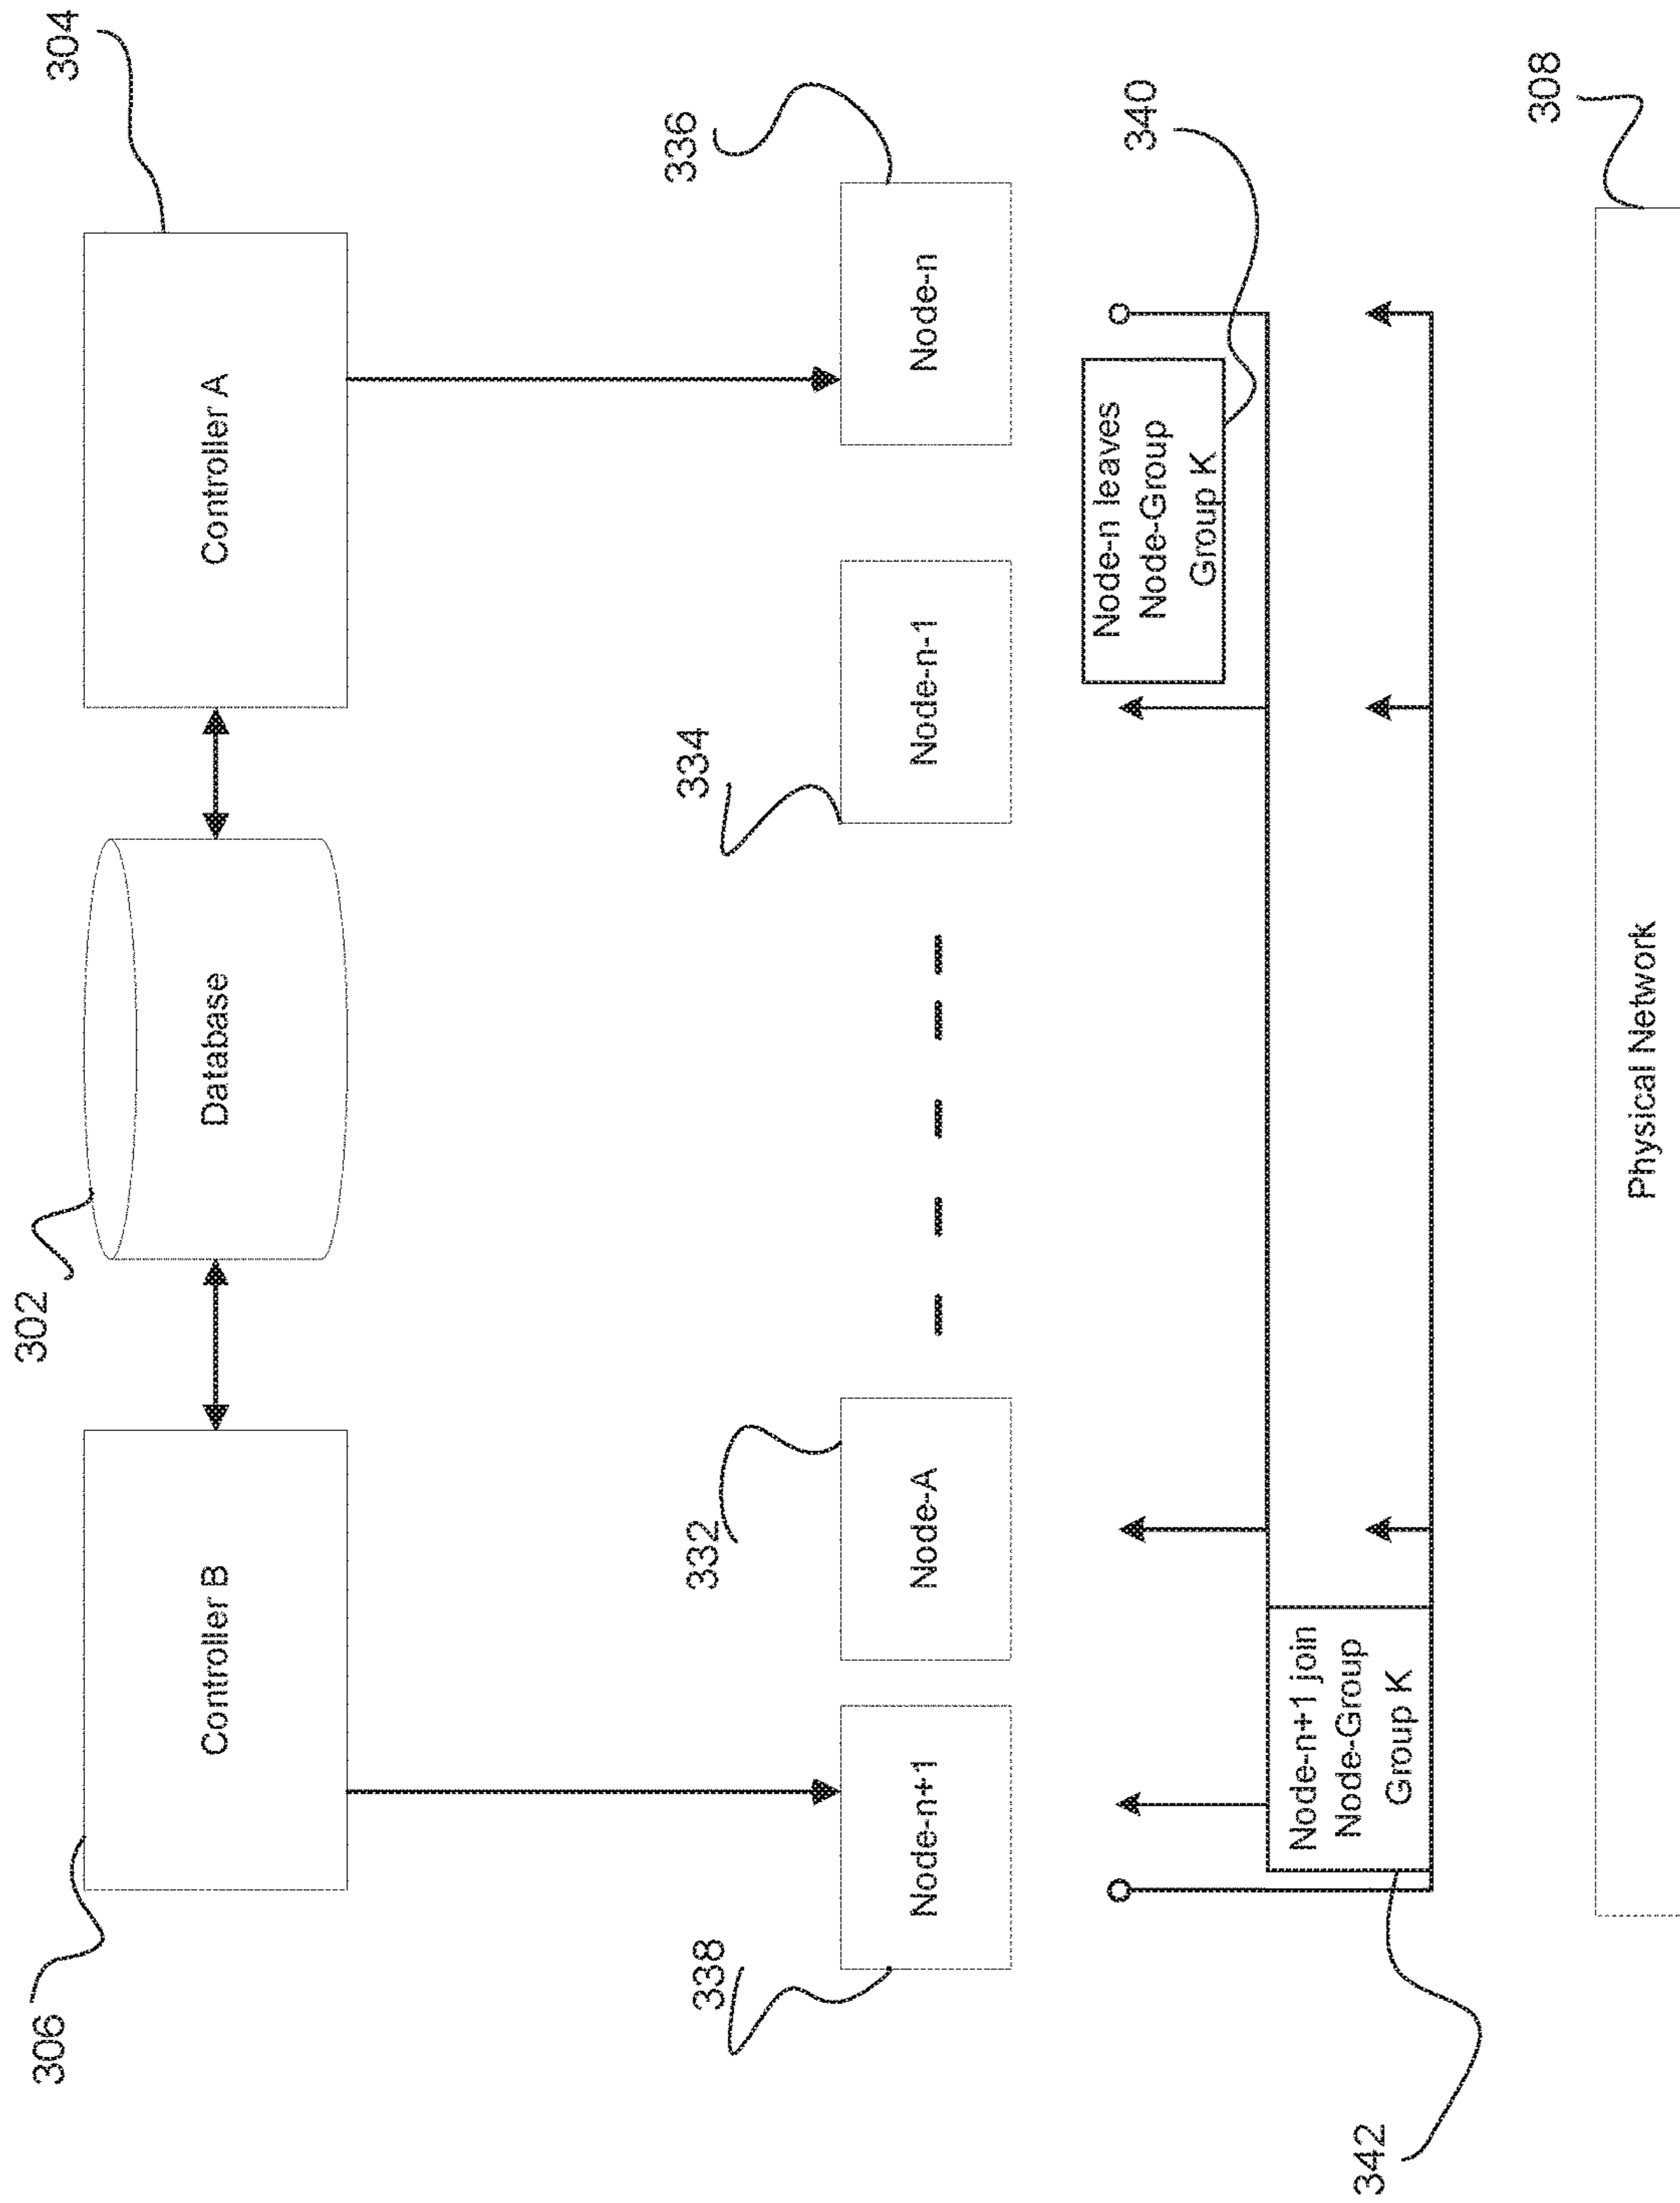 302
304
306
Controller B
Database
Controller A
338
332
334
336
Node-n+1
Node-A
Node-n-1
Node-n
Node-n leaves
Node-Group
Group K
340
Node-n+1 join
Node-Group
Group K
342
308
Physical Network